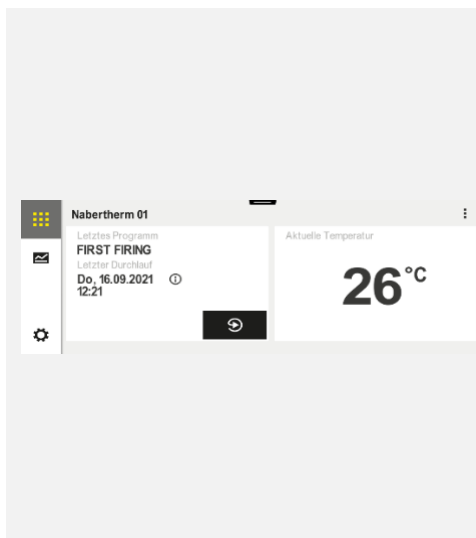 Nabertherm 01
Letztes Programm
FIRST FIRING
Letzter Durchlauf
Do, 16.09.2021
12:21
Aktuelle Temperatur
26°C